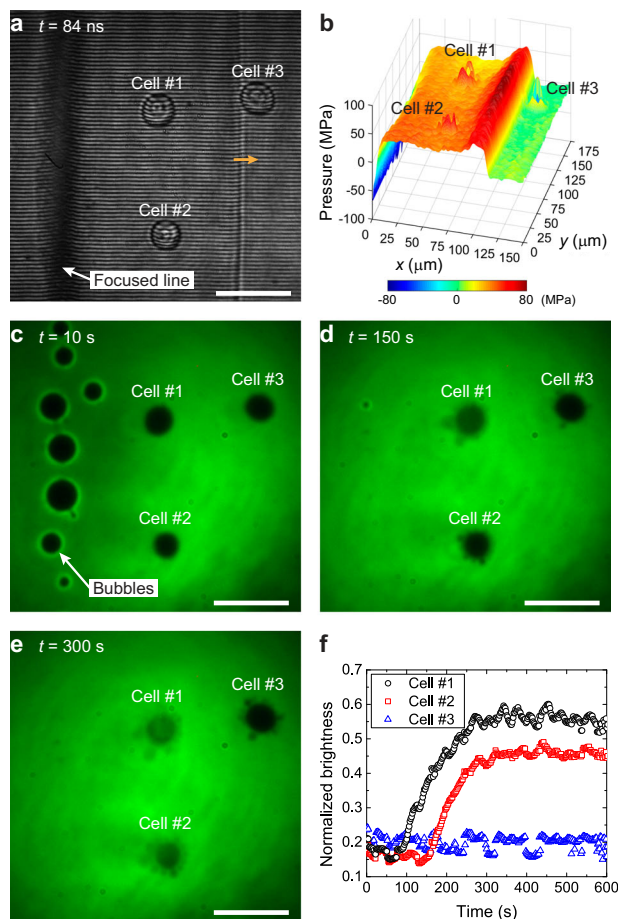 a
t = 84 ns
Cell #1
Cell #3
Cell #2
Focused line
b
Cell #1
Cell #3
Cell #2
Pressure (MPa)
100
50
0
-50
-100
0
25
50
75
100
125
150
x (μm)
0
25
50
75
100
125
150
175
y (μm)
-80
0
80
(MPa)
c
t = 10 s
Cell #1
Cell #3
Cell #2
Bubbles
d
t = 150 s
Cell #1
Cell #3
Cell #2
e
t = 300 s
Cell #1
Cell #3
Cell #2
f
Cell #1
Cell #2
Cell #3
Normalized brightness
0.7
0.6
0.5
0.4
0.3
0.2
0.1
0
100
200
300
400
500
600
Time (s)